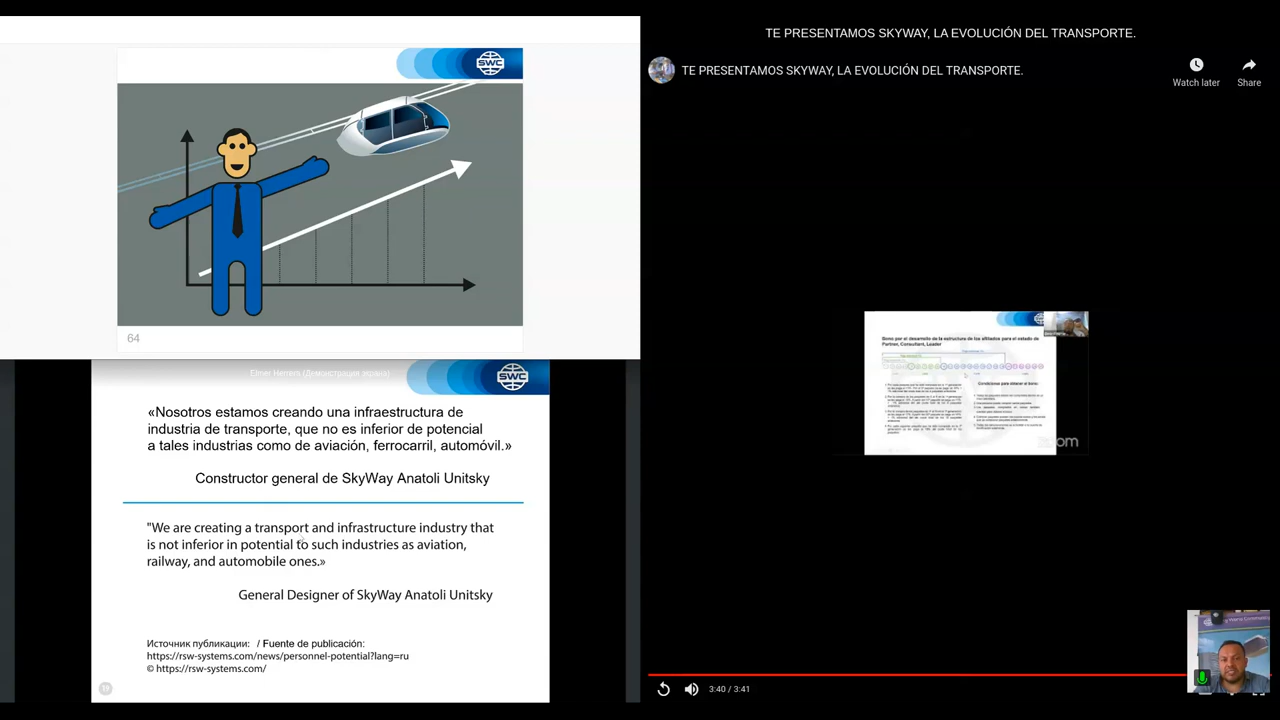 SWC
64
Elmer Herrera (Демонстрация экрана)
SWC
«Nosotros estamos creando una infraestructura de
industria de transporte que no es inferior de potencial
a tales industrias como de aviación, ferrocarril, automóvil.»
Constructor general de SkyWay Anatoli Unitsky
"We are creating a transport and infrastructure industry that
is not inferior in potential to such industries as aviation,
railway, and automobile ones.»
General Designer of SkyWay Anatoli Unitsky
Источник публикации: / Fuente de publicación:
https://rsw-systems.com/news/personnel-potential?lang=ru
© https://rsw-systems.com/
TE PRESENTAMOS SKYWAY, LA EVOLUCIÓN DEL TRANSPORTE.
TE PRESENTAMOS SKYWAY, LA EVOLUCIÓN DEL TRANSPORTE.
Watch later
Share
Bono por el desarrollo de la estructura de los afiliados para el estado de
Partner, Consultant, Leader
Condiciones para obtener el bono:
zoom
3:40 / 3:41